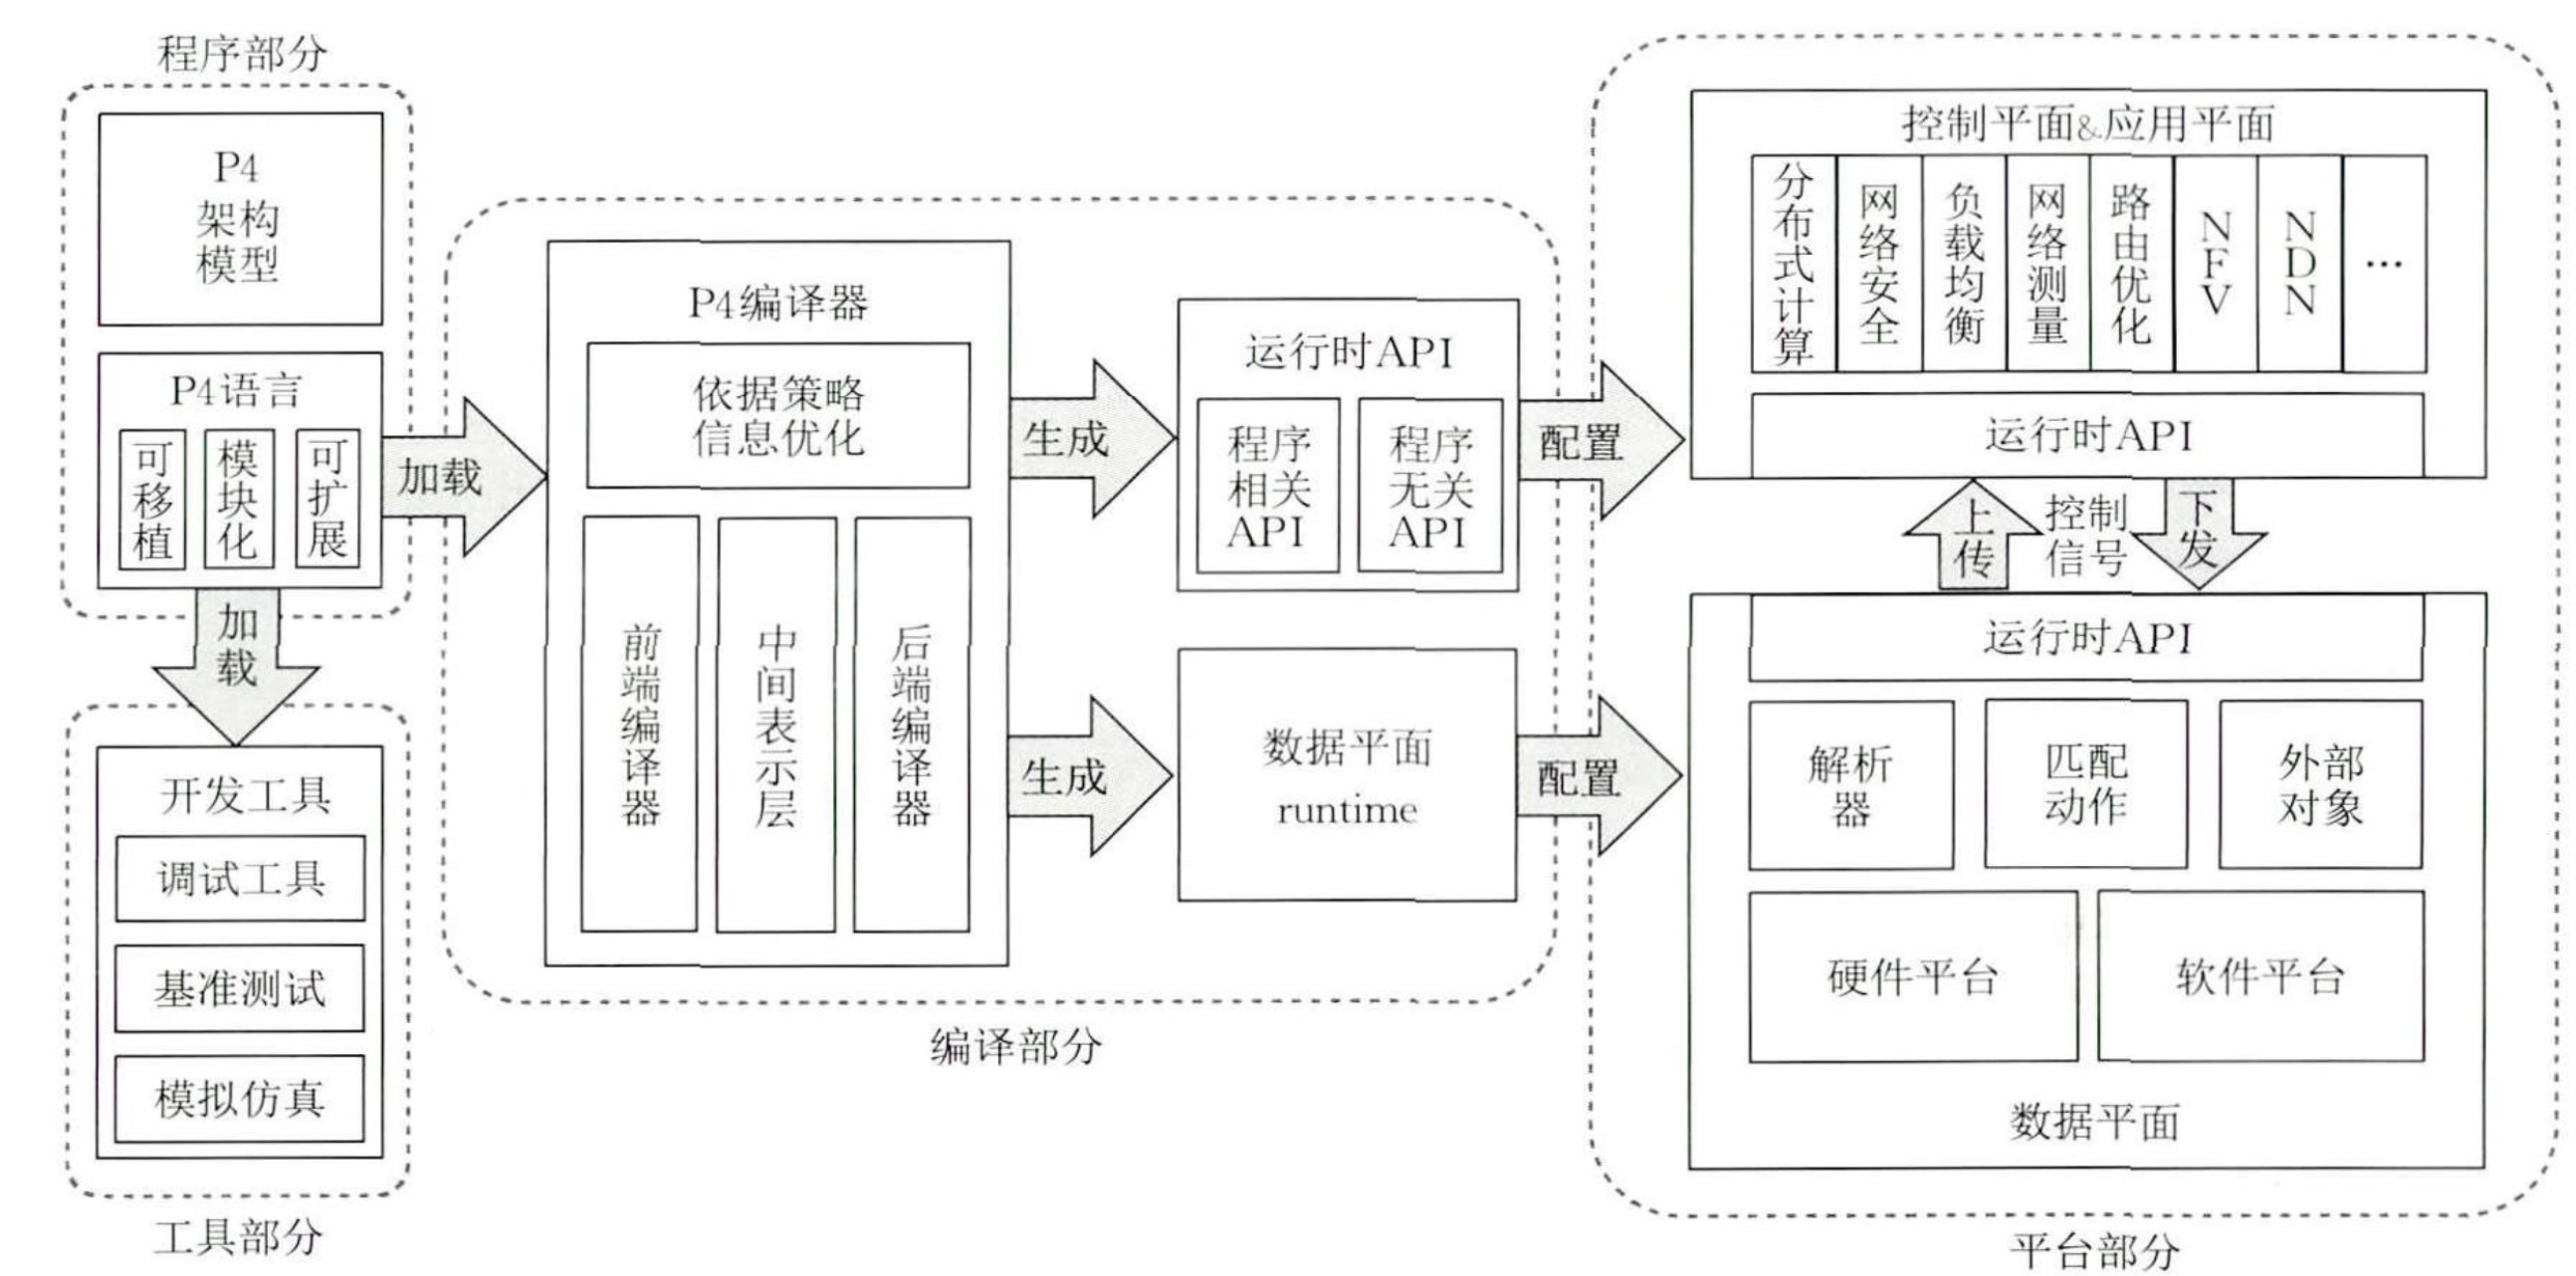 程序部分
P4
架构
模型
P4语言
可移植
模块化
可扩展
加载
加载
开发工具
调试工具
基准测试
模拟仿真
工具部分
P4编译器
依据策略
信息优化
前端编译器
中间表示层
后端编译器
生成
生成
运行时API
程序
相关
API
程序
无关
API
数据平面
runtime
编译部分
配置
配置
控制平面&应用平面
分布式计算
网络安全
负载均衡
网络测量
路由优化
NFV
NDN
…
运行时API
上传
控制
信号
下发
运行时API
解析
器
匹配
动作
外部
对象
硬件平台
软件平台
数据平面
平台部分